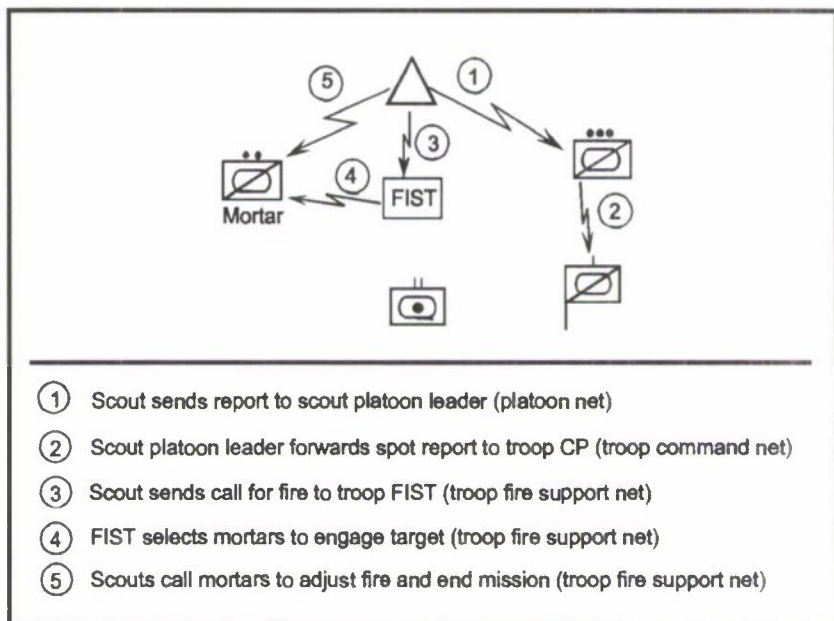 5
1
3
4
FIST
Mortar
2
1 Scout sends report to scout platoon leader (platoon net)
2 Scout platoon leader forwards spot report to troop CP (troop command net)
3 Scout sends call for fire to troop FIST (troop fire support net)
4 FIST selects mortars to engage target (troop fire support net)
5 Scouts call mortars to adjust fire and end mission (troop fire support net)